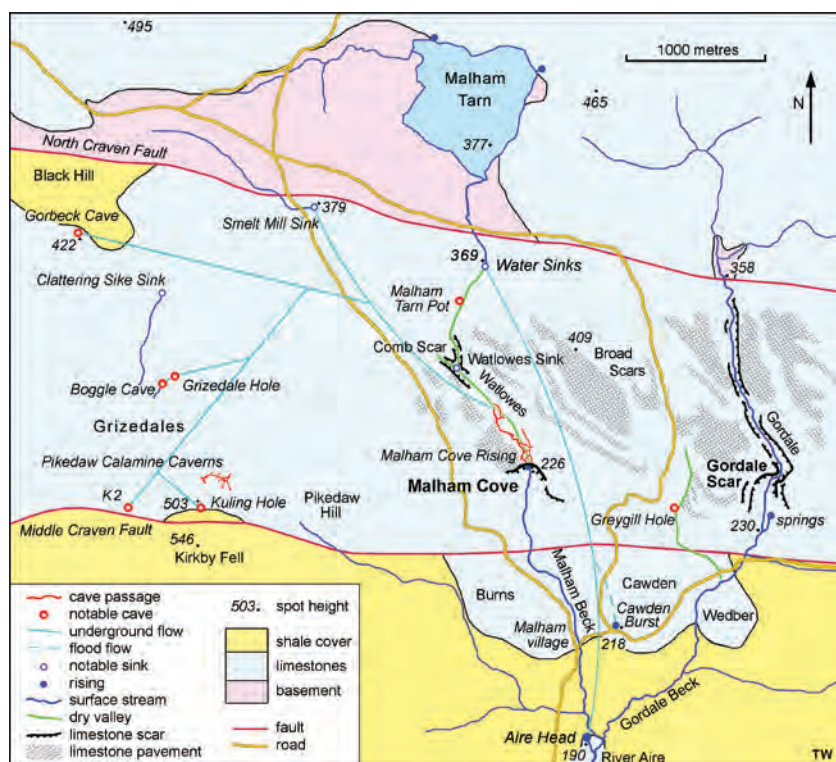 495
1000 metres
Malham
Tarn
465
N
377
North Craven Fault
Black Hill
Gorbeck Cave
422
379
Smelt Mill Sink
369
Water Sinks
358
Clattering Sike Sink
Malham
Tarn Pot
409
Broad
Scars
Comb Scar
Watlowes
Sink
Watlowes
Boggle Cave
Grizedale Hole
Gordale
Grizedales
Pikedaw Calamine Caverns
Malham Cove Rising
226
Gordale
Scar
K2
503
Kuling Hole
Pikedaw
Hill
Malham Cove
Greygill Hole
230
springs
Middle Craven Fault
546
Kirkby Fell
Burns
Malham Beck
Cawden
Cawden
Burst
Wedber
Malham
village
218
Gordale Beck
Aire Head
190
River Aire
cave passage
notable cave
underground flow
flood flow
notable sink
rising
surface stream
dry valley
limestone scar
limestone pavement
503. spot height
shale cover
limestones
basement
fault
road
TW